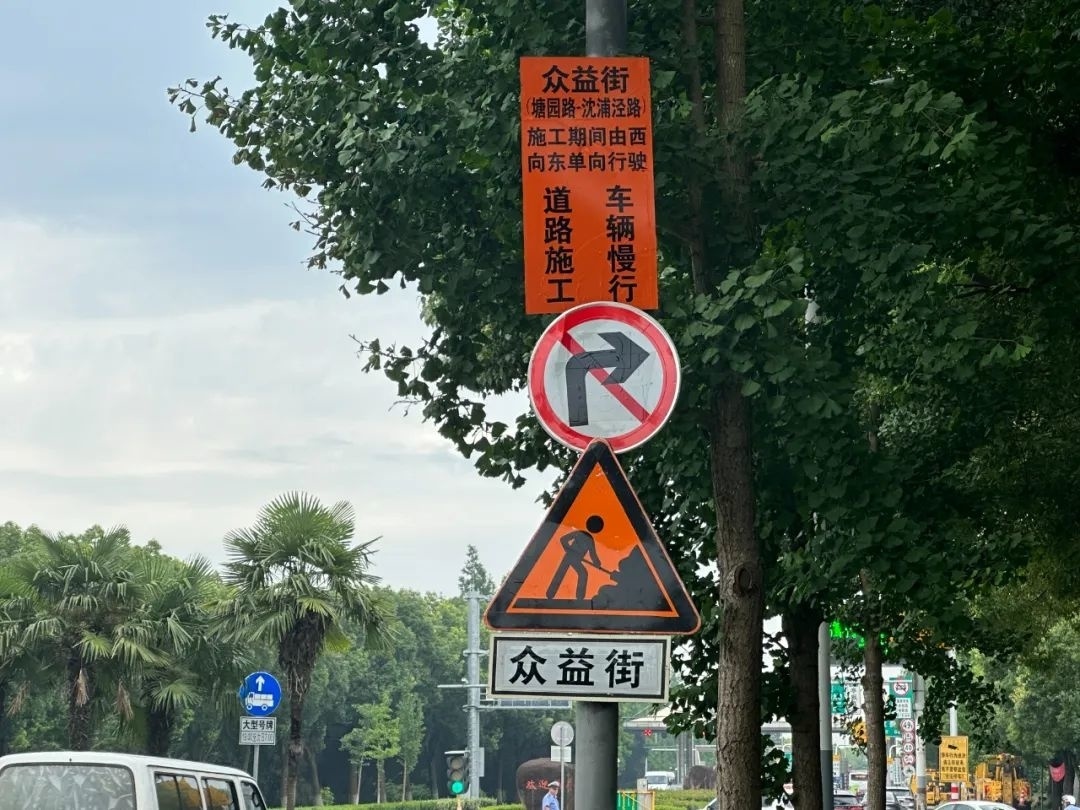 众益街
(塘园路-沈浦泾路)
施工期间由西
向东单向行驶
道路施工
车辆慢行
众益街
大型号牌